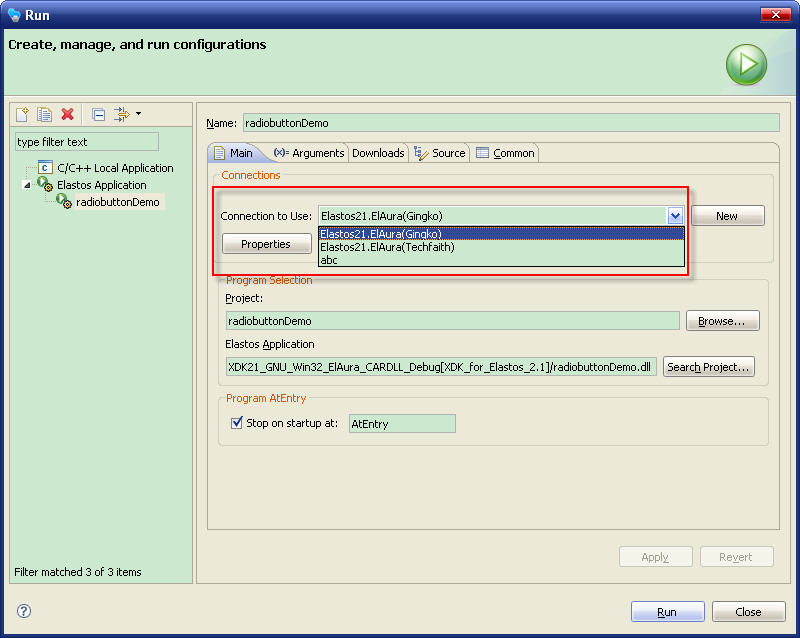 Run
Create, manage, and run configurations
Name: radiobuttonDemo
type filter text
Main (x)= Arguments Downloads Source Common
C/C++ Local Application
Elastos Application
radiobuttonDemo
Connections
Connection to Use: Elastos21.ElAura(Gingko) New
Properties
Elastos21.ElAura(Gingko)
Elastos21.ElAura(Techfaith)
abc
Program Selection
Project:
radiobuttonDemo Browse...
Elastos Application
XDK21_GNU_Win32_ElAura_CARDLL_Debug[XDK_for_Elastos_2.1]/radiobuttonDemo.dll Search Project...
Program AtEntry
Stop on startup at: AtEntry
Apply Revert
Filter matched 3 of 3 items
Run Close